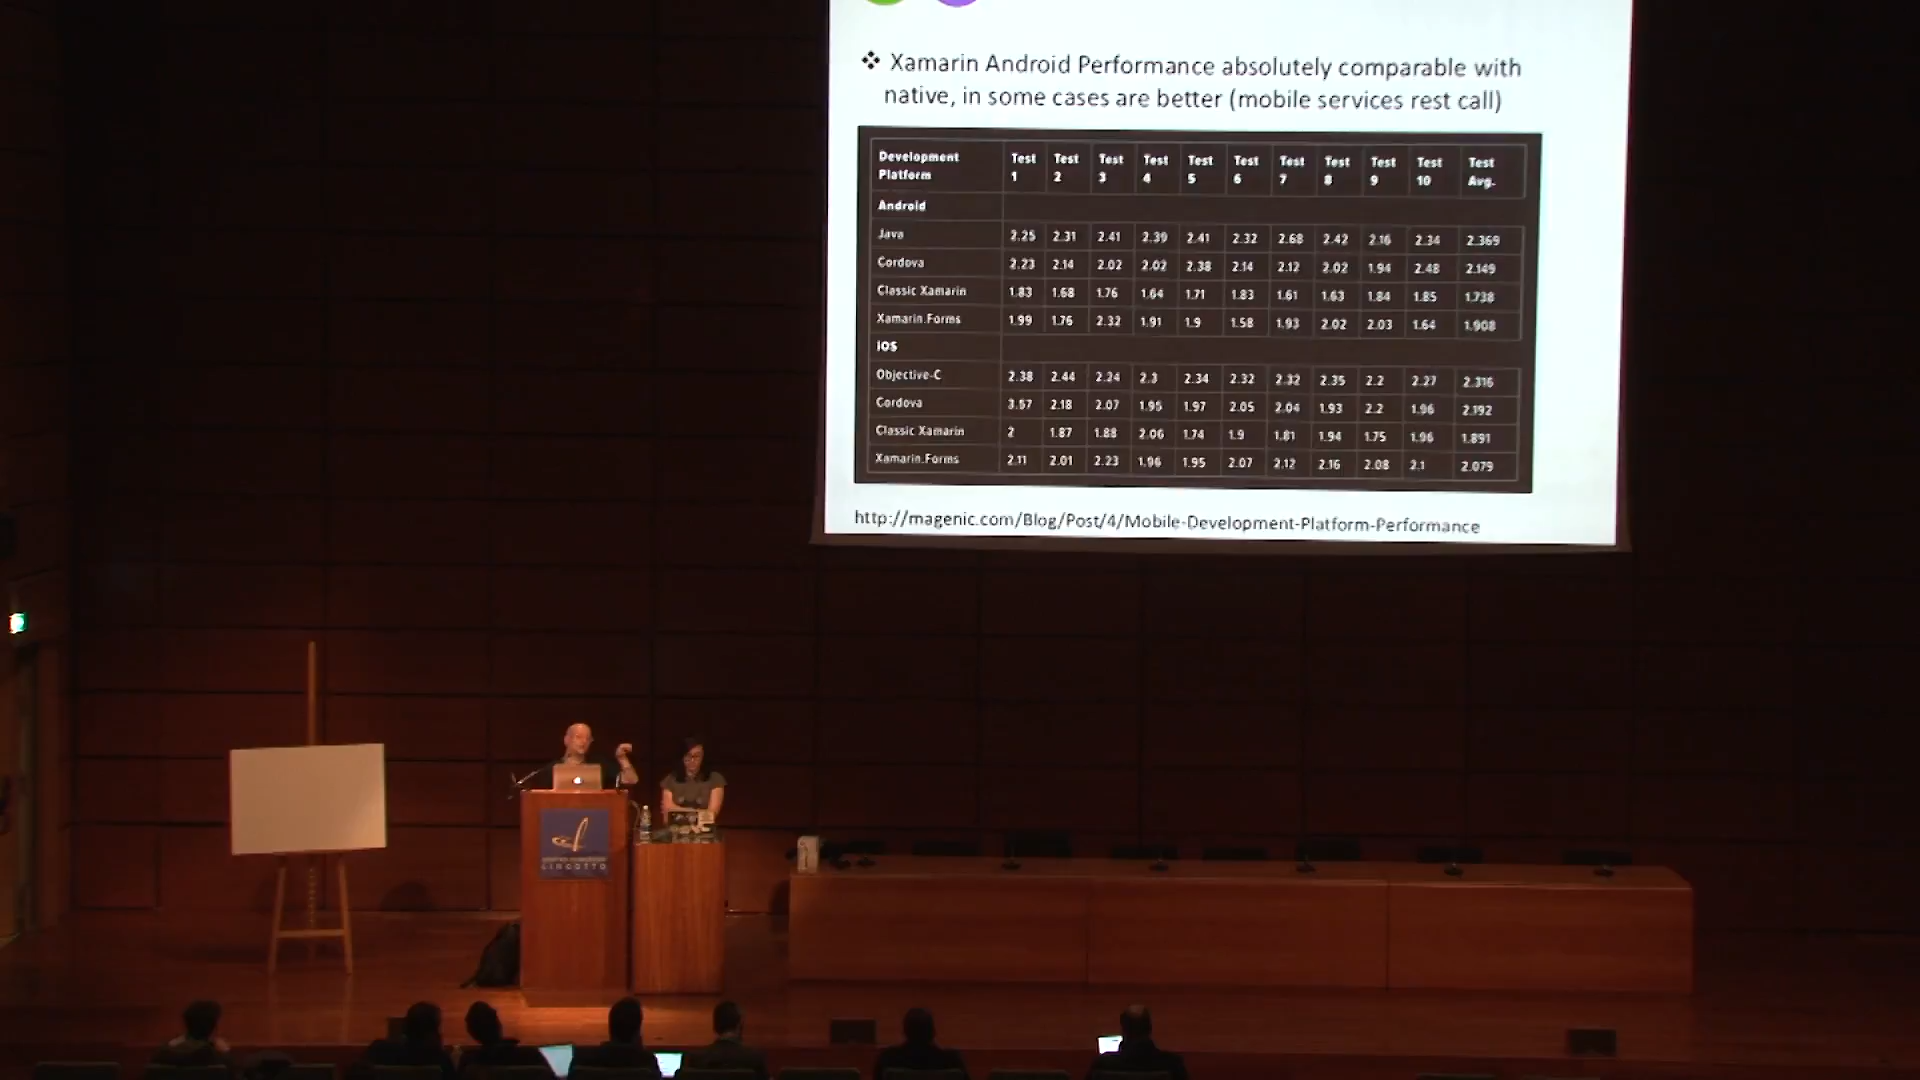 ❖ Xamarin Android Performance absolutely comparable with
native, in some cases are better (mobile services rest call)
Development Platform Test 1 Test 2 Test 3 Test 4 Test 5 Test 6 Test 7 Test 8 Test 9 Test 10 Test Avg.
Android
Java 2.25 2.31 2.41 2.39 2.41 2.32 2.68 2.42 2.16 2.34 2.369
Cordova 2.23 2.14 2.02 2.02 2.38 2.14 2.12 2.02 1.94 2.48 2.149
Classic Xamarin 1.83 1.68 1.76 1.64 1.71 1.83 1.61 1.63 1.84 1.85 1.738
Xamarin.Forms 1.99 1.76 2.32 1.91 1.9 1.58 1.93 2.02 2.03 1.64 1.908
iOS
Objective-C 2.38 2.44 2.24 2.3 2.34 2.32 2.32 2.35 2.2 2.27 2.316
Cordova 3.57 2.18 2.07 1.95 1.97 2.05 2.04 1.93 2.2 1.96 2.192
Classic Xamarin 2 1.87 1.88 2.06 1.74 1.9 1.81 1.94 1.75 1.96 1.891
Xamarin.Forms 2.11 2.01 2.23 1.96 1.95 2.07 2.12 2.16 2.08 2.1 2.079
http://magenic.com/Blog/Post/4/Mobile-Development-Platform-Performance
LINGOTTO